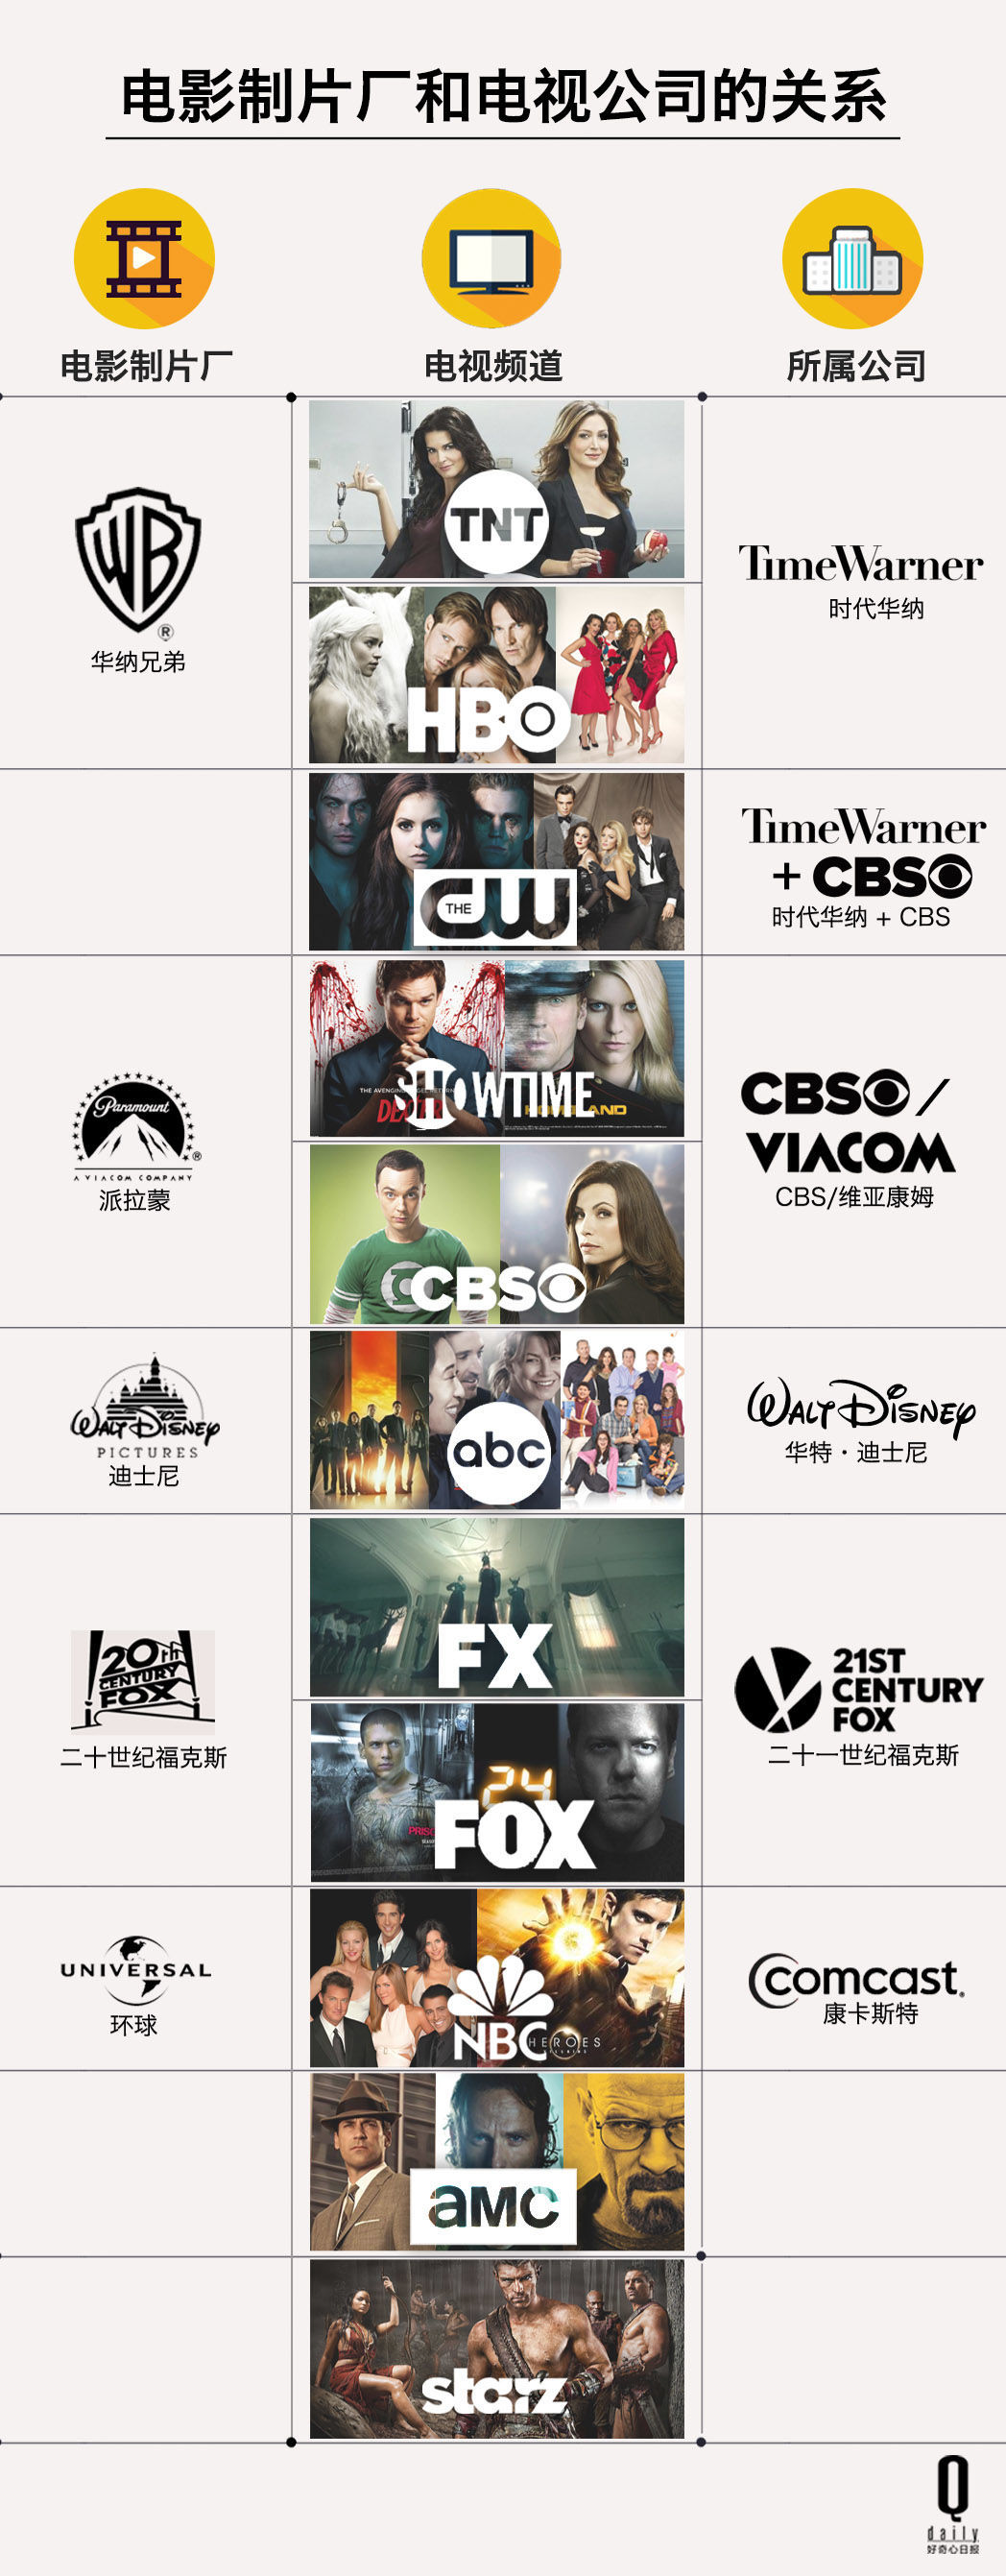 电影制片厂和电视公司的关系
电影制片厂
电视频道
所属公司
WB
®
华纳兄弟
TNT
HBO
TimeWarner
时代华纳
THE CW
TimeWarner
+ CBS
时代华纳 + CBS
Paramount
®
A VIACOM COMPANY
派拉蒙
THE AVENGING
SHOWTIME
CBS
CBS /
VIACOM
CBS/维亚康姆
WALT DISNEY
PICTURES
迪士尼
abc
WALT DISNEY
华特·迪士尼
20th
CENTURY
FOX
二十世纪福克斯
FX
24
FOX
21ST
CENTURY
FOX
二十一世纪福克斯
UNIVERSAL
环球
NBC
HEROES
comcast.
康卡斯特
amc
starz
Q
daily
好奇心日报